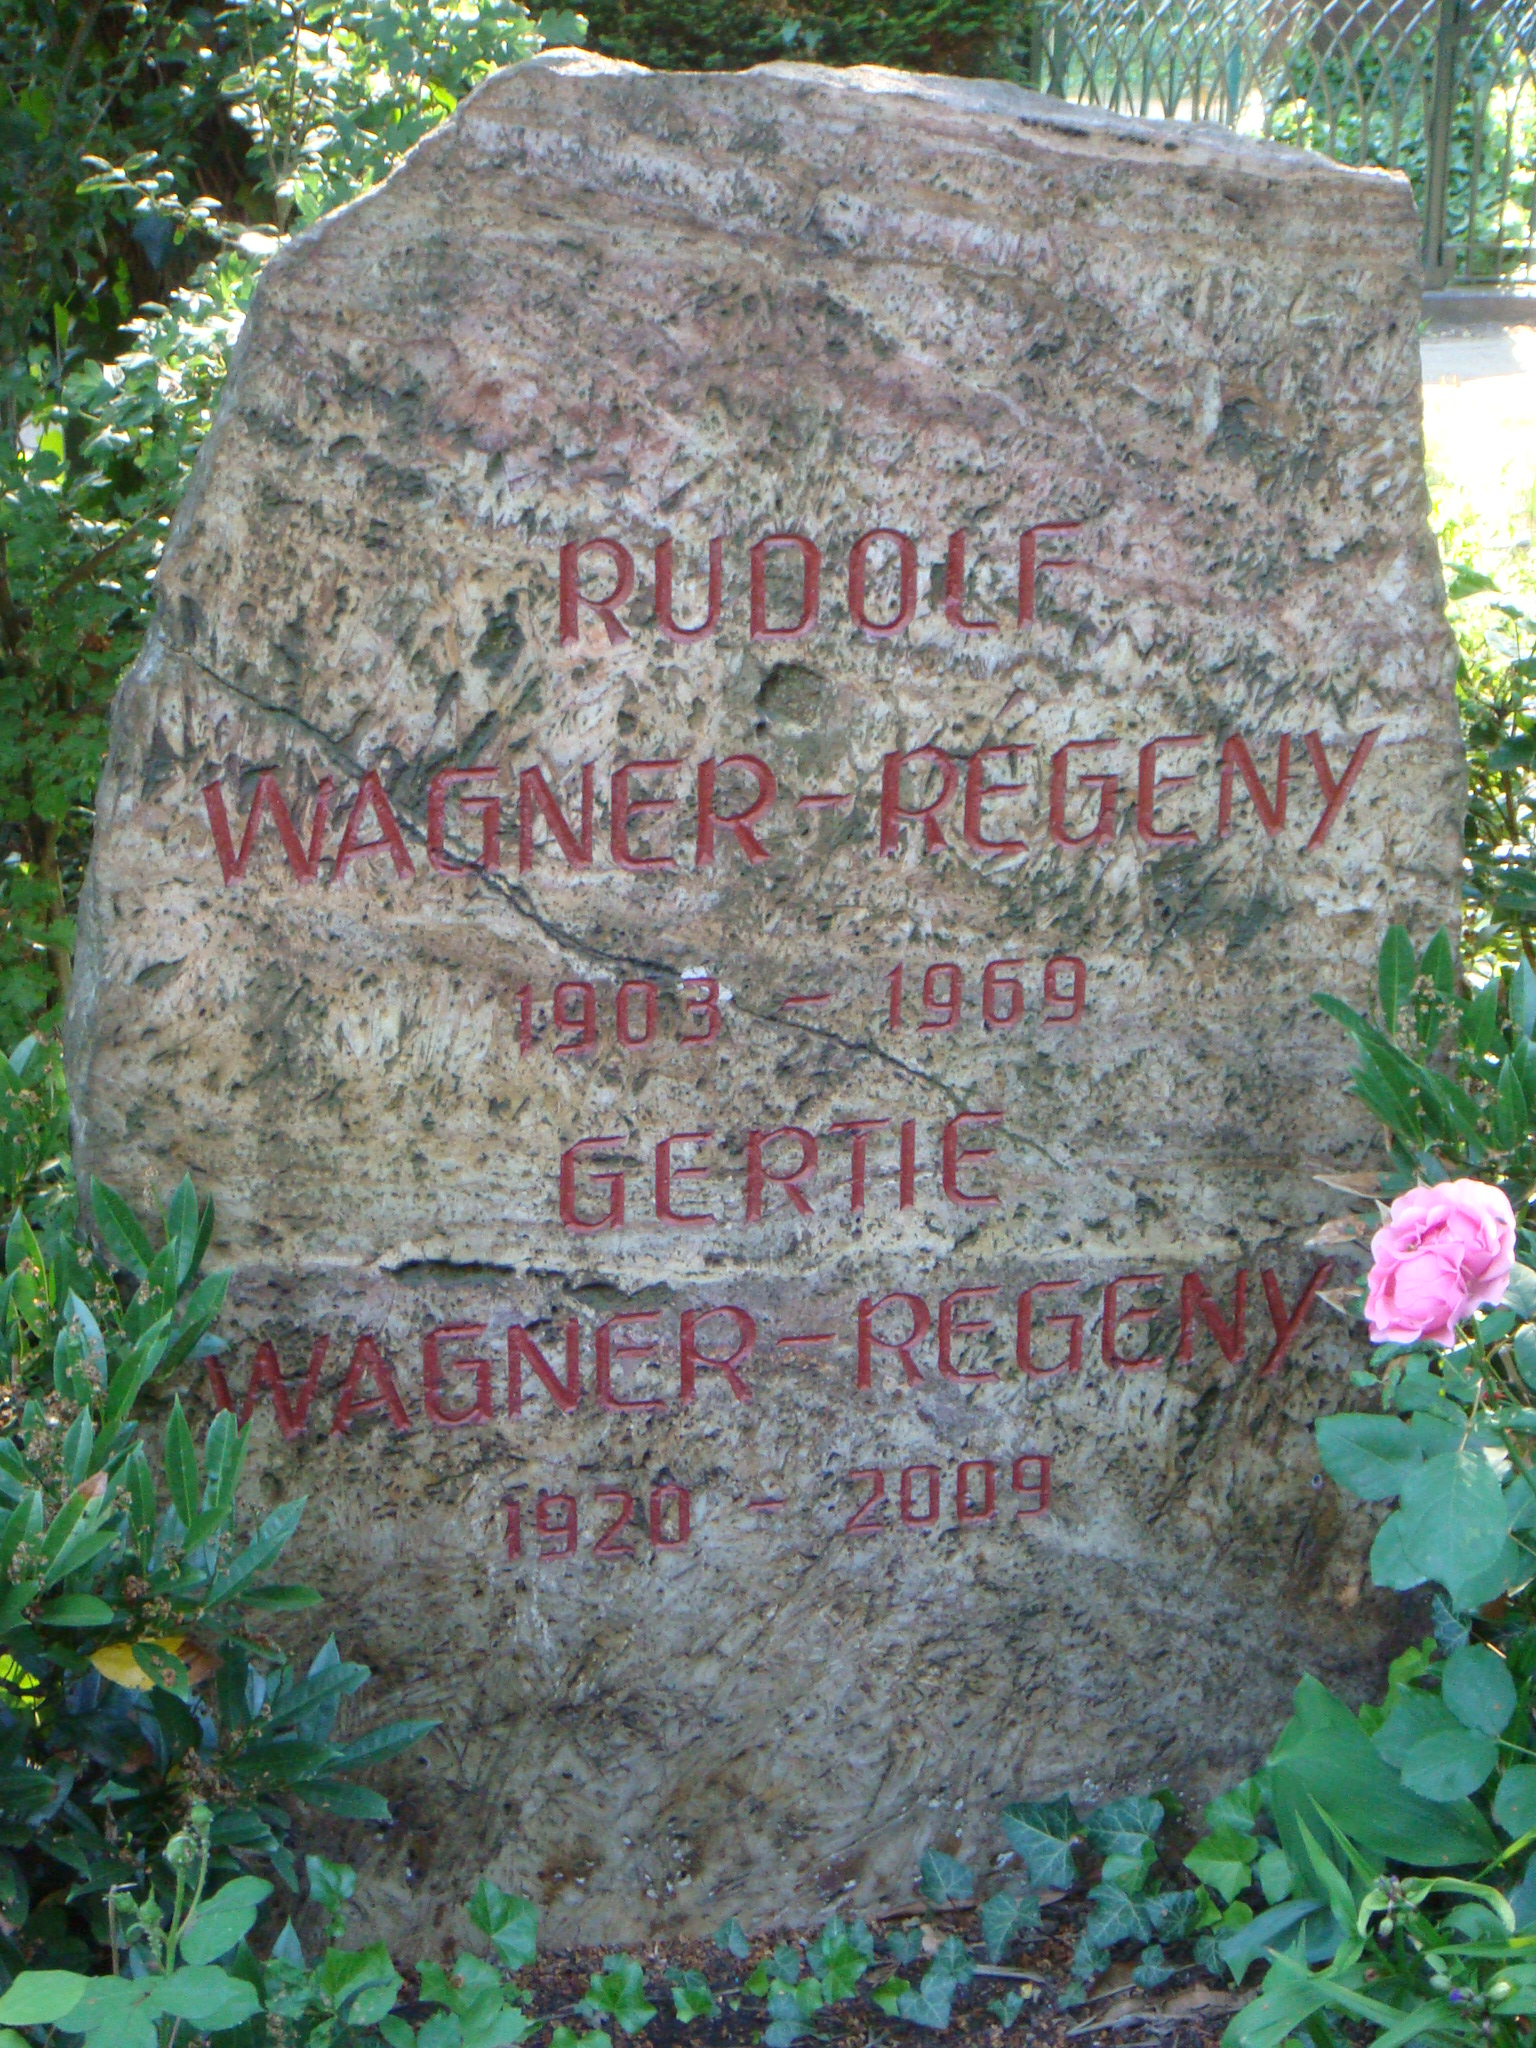 RUDOLF
WAGNER-REGENY
1903 - 1969
GERTIE
WAGNER-REGENY
1920 - 2009